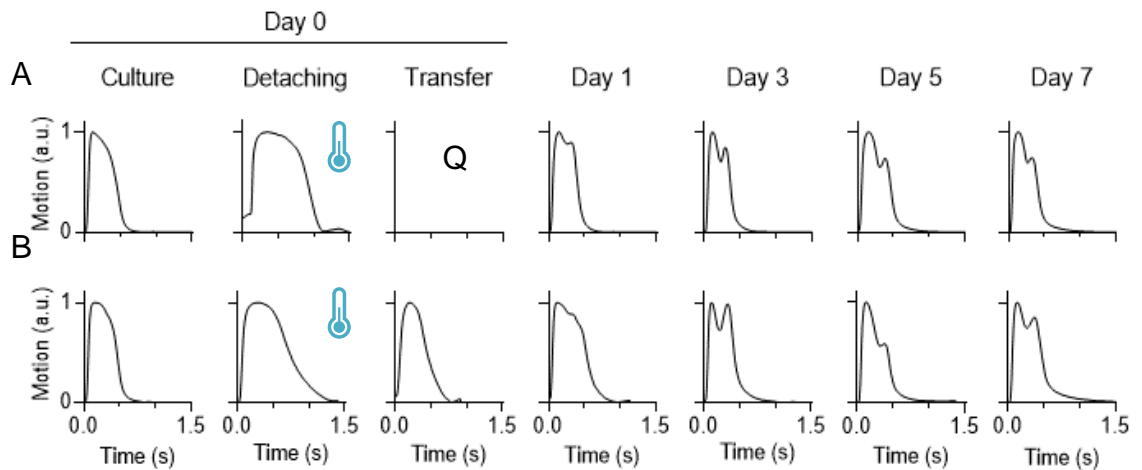 Day 0
A
Culture Detaching Transfer Day 1 Day 3 Day 5 Day 7
Motion (a.u.)
1
0
Q
B
Motion (a.u.)
1
0
0.0 1.5 0.0 1.5 0.0 1.5 0.0 1.5 0.0 1.5 0.0 1.5 0.0 1.5
Time (s) Time (s) Time (s) Time (s) Time (s) Time (s) Time (s)